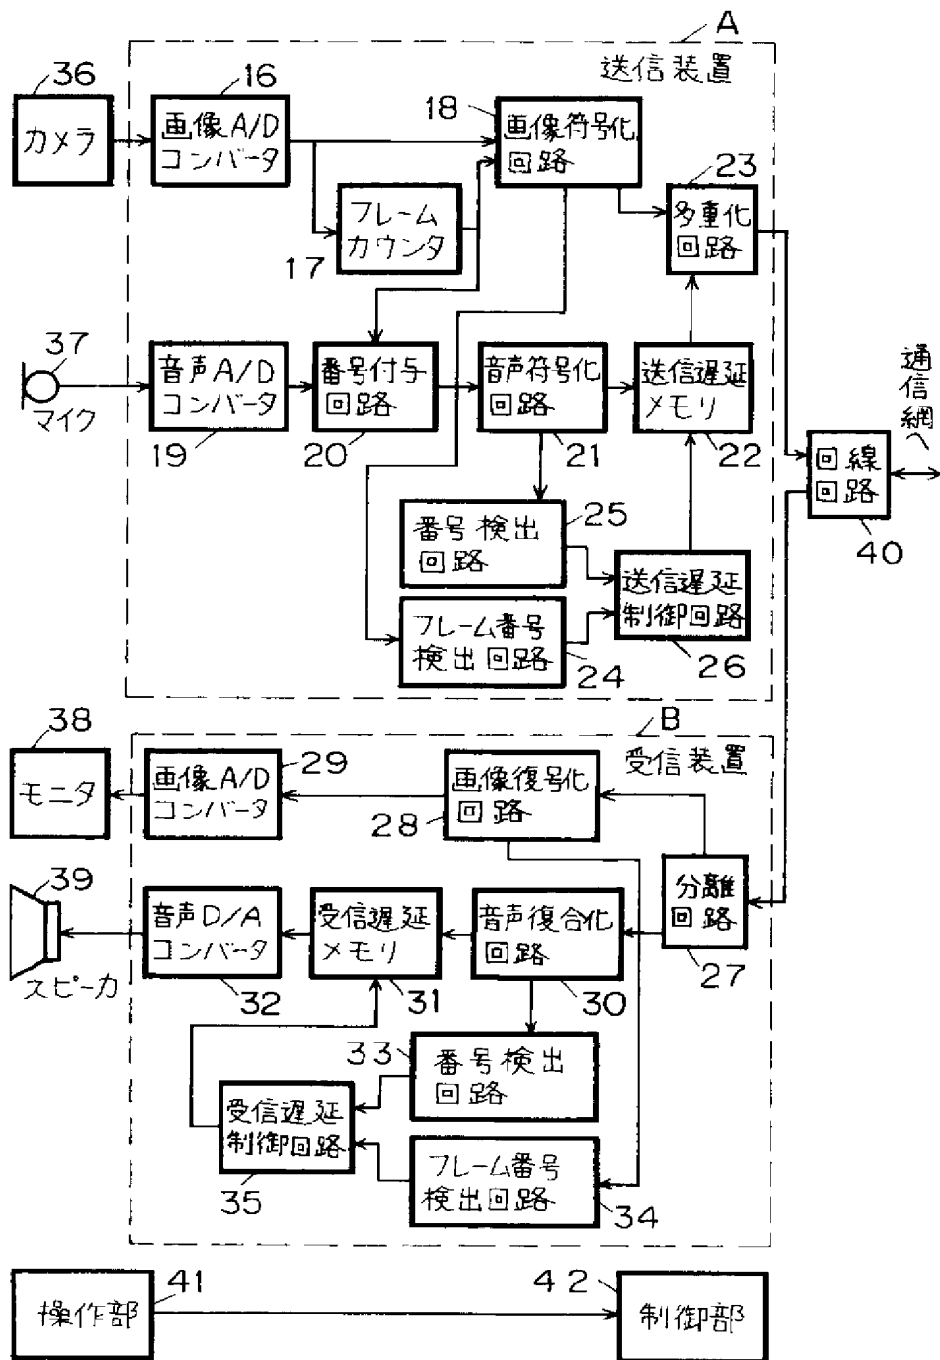 A
送信装置
36
カメラ
16
画像A/D
コンバータ
18
画像符号化
回路
23
多重化
回路
フレーム
カウンタ
17
37
マイク
音声A/D
コンバータ
19
番号付与
回路
20
音声符号化
回路
21
送信遅延
メモリ
22
通信網へ
回線
回路
40
25
番号検出
回路
フレーム番号
検出回路
24
送信遅延
制御回路
26
B
受信装置
38
モニタ
画像A/D
コンバータ
29
画像復号化
回路
28
39
スピーカ
音声D/A
コンバータ
32
受信遅延
メモリ
31
音声復合化
回路
30
分離
回路
27
33
番号検出
回路
受信遅延
制御回路
35
フレーム番号
検出回路
34
41
操作部
42
制御部